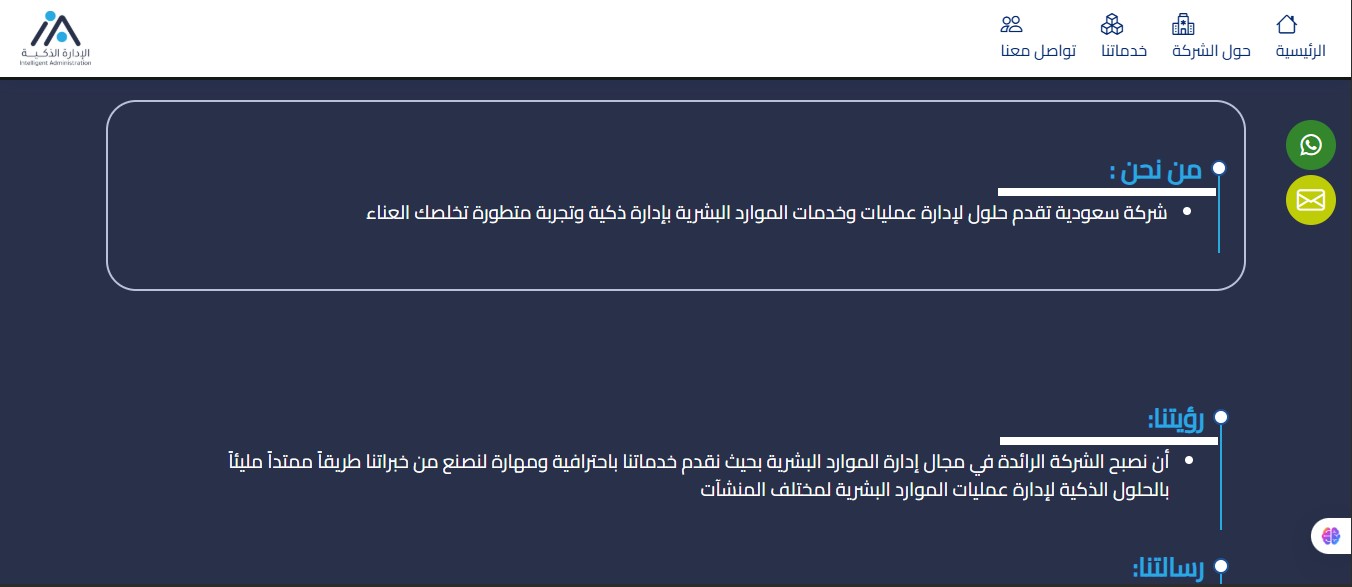 الإدارة الذكيـــة
Intelligent Administration
الرئيسية
حول الشركة
خدماتنا
تواصل معنا
من نحن :
شركة سعودية تقدم حلول لإدارة عمليات وخدمات الموارد البشرية بإدارة ذكية وتجربة متطورة تخلصك العناء
رؤيتنا:
أن نصبح الشركة الرائدة في مجال إدارة الموارد البشرية بحيث نقدم خدماتنا باحترافية ومهارة لنصنع من خبراتنا طريقاً ممتداً مليئاً
بالحلول الذكية لإدارة عمليات الموارد البشرية لمختلف المنشآت
رسالتنا: